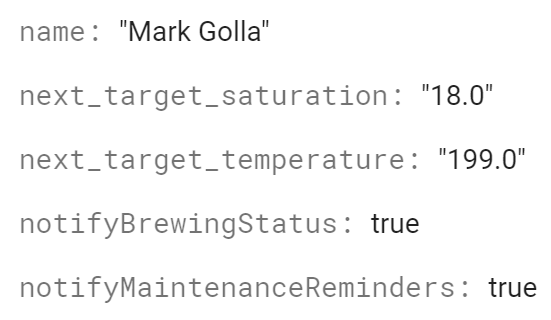 name: "Mark Golla"
next_target_saturation: "18.0"
next_target_temperature: "199.0"
notifyBrewingStatus: true
notifyMaintenanceReminders: true